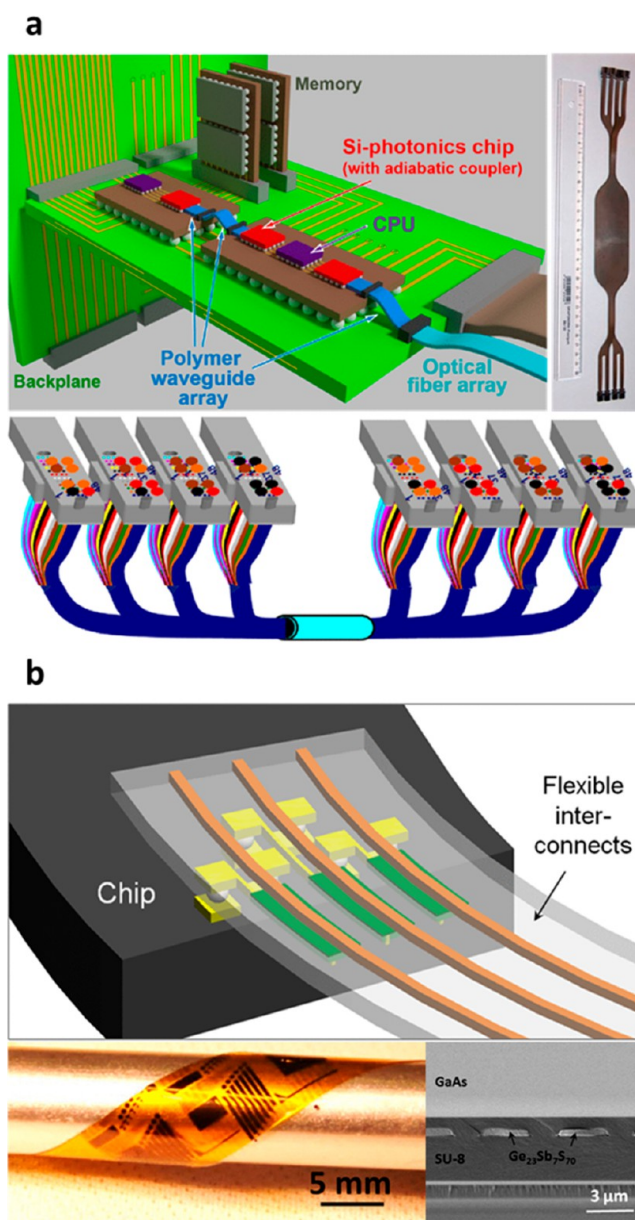 a
Memory
Si-photonics chip
(with adiabatic coupler)
CPU
Polymer
waveguide
array
Backplane
Optical
fiber array
b
Flexible
inter-
connects
Chip
5 mm
GaAs
SU-8
Ge₂₃Sb₇S₇₀
3 μm